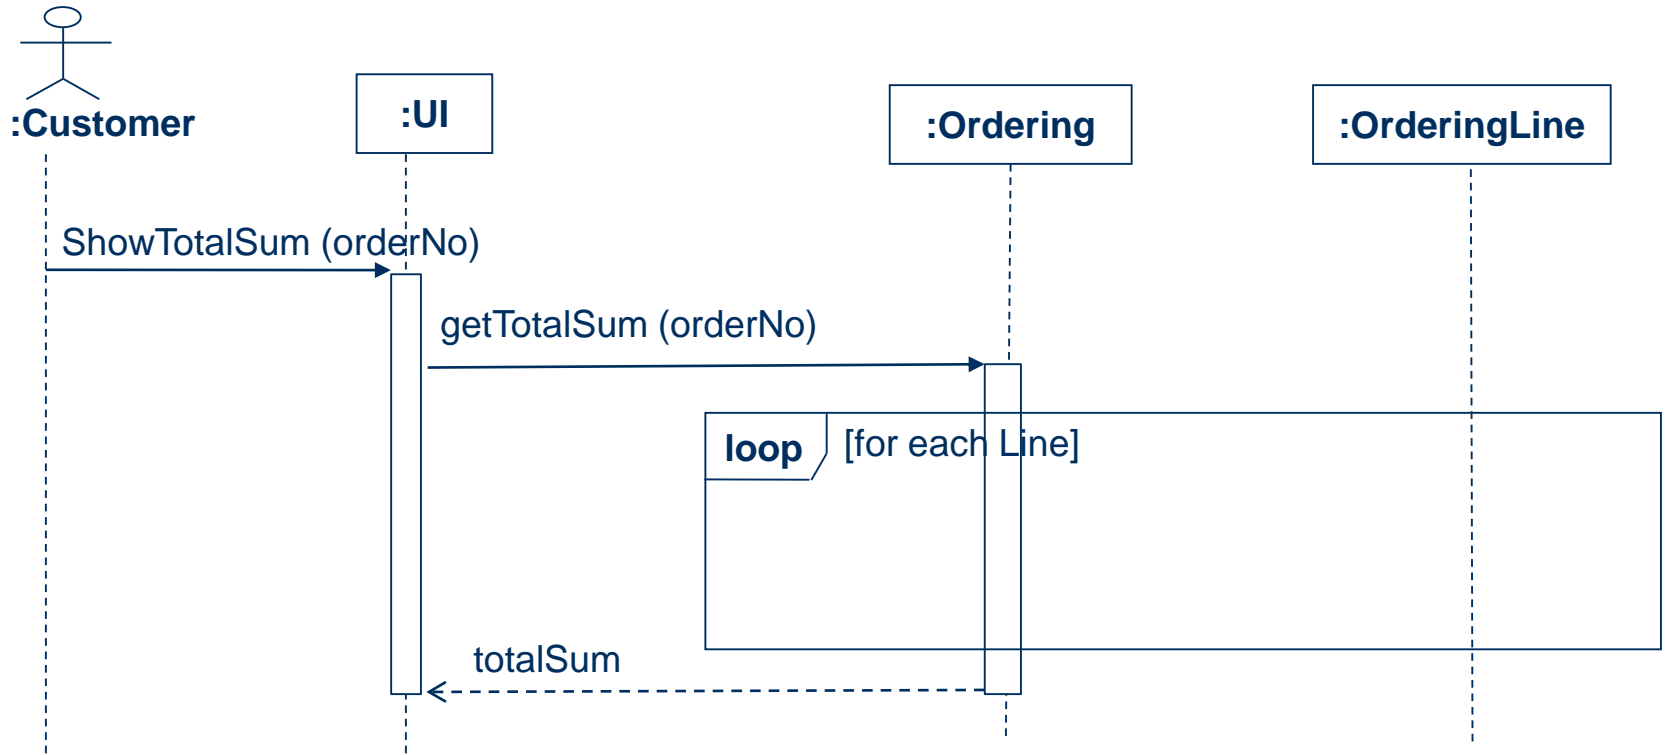 :Customer
:UI
:Ordering
:OrderingLine
ShowTotalSum (orderNo)
getTotalSum (orderNo)
loop
[for each Line]
totalSum